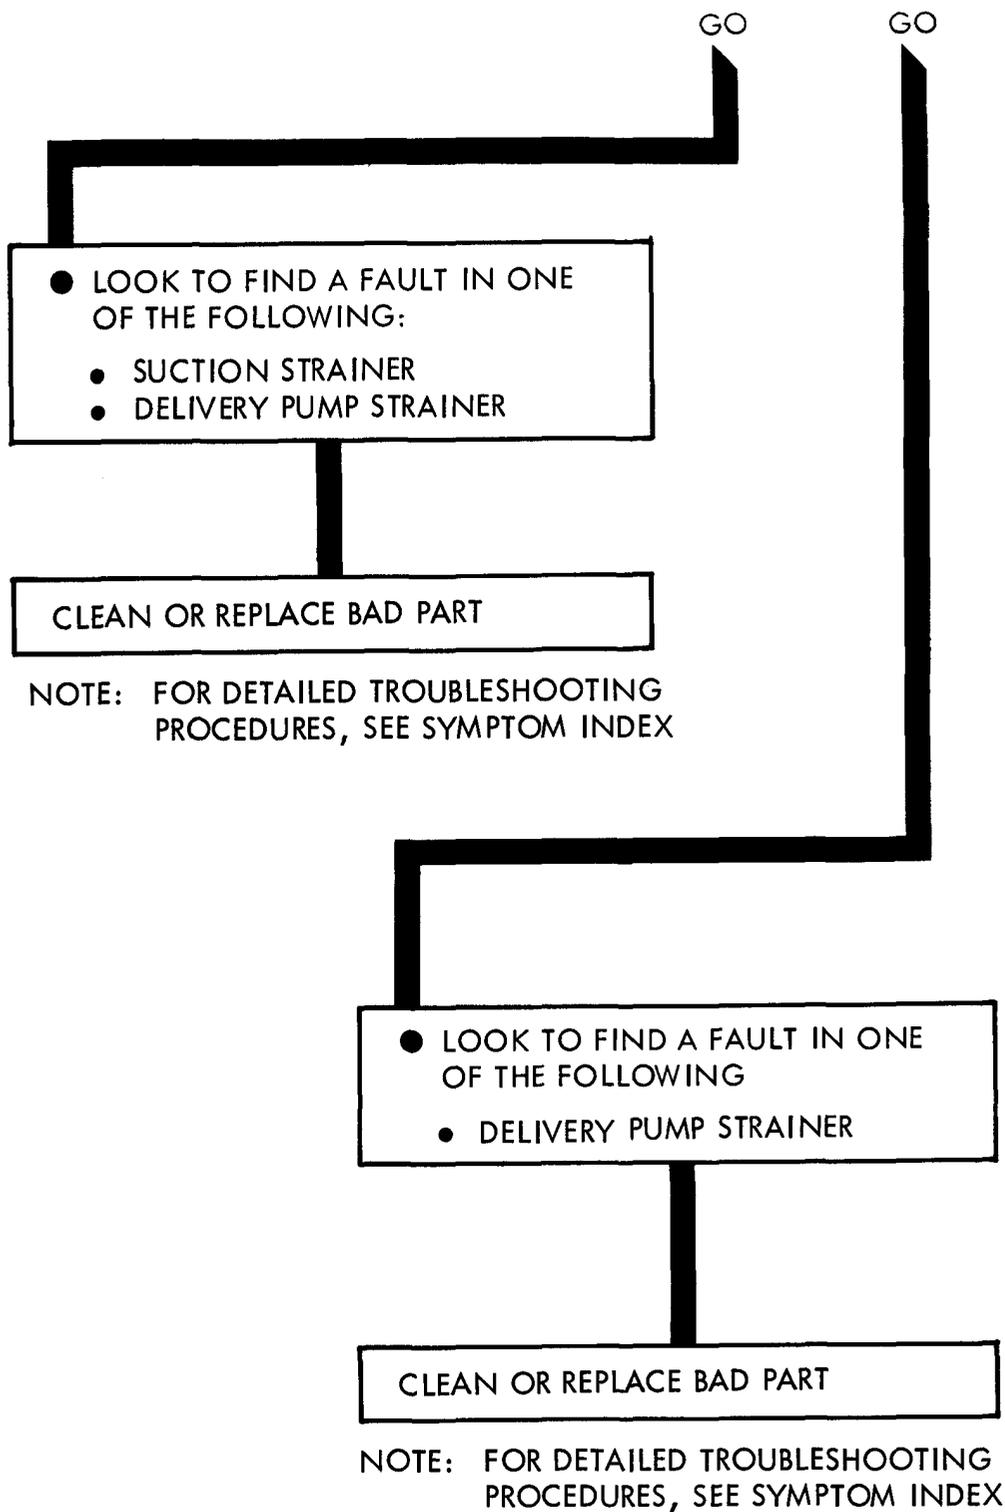 GO GO
● LOOK TO FIND A FAULT IN ONE
OF THE FOLLOWING:
● SUCTION STRAINER
● DELIVERY PUMP STRAINER
CLEAN OR REPLACE BAD PART
NOTE: FOR DETAILED TROUBLESHOOTING
PROCEDURES, SEE SYMPTOM INDEX
● LOOK TO FIND A FAULT IN ONE
OF THE FOLLOWING
● DELIVERY PUMP STRAINER
CLEAN OR REPLACE BAD PART
NOTE: FOR DETAILED TROUBLESHOOTING
PROCEDURES, SEE SYMPTOM INDEX